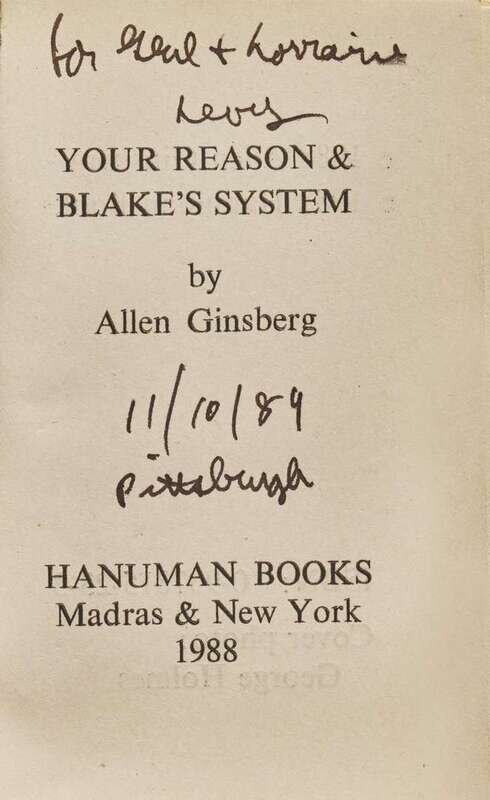 for + Lorraine
Levy
YOUR REASON &
BLAKE'S SYSTEM
by
Allen Ginsberg
11/10/89
Pittsburgh
HANUMAN BOOKS
Madras & New York
1988